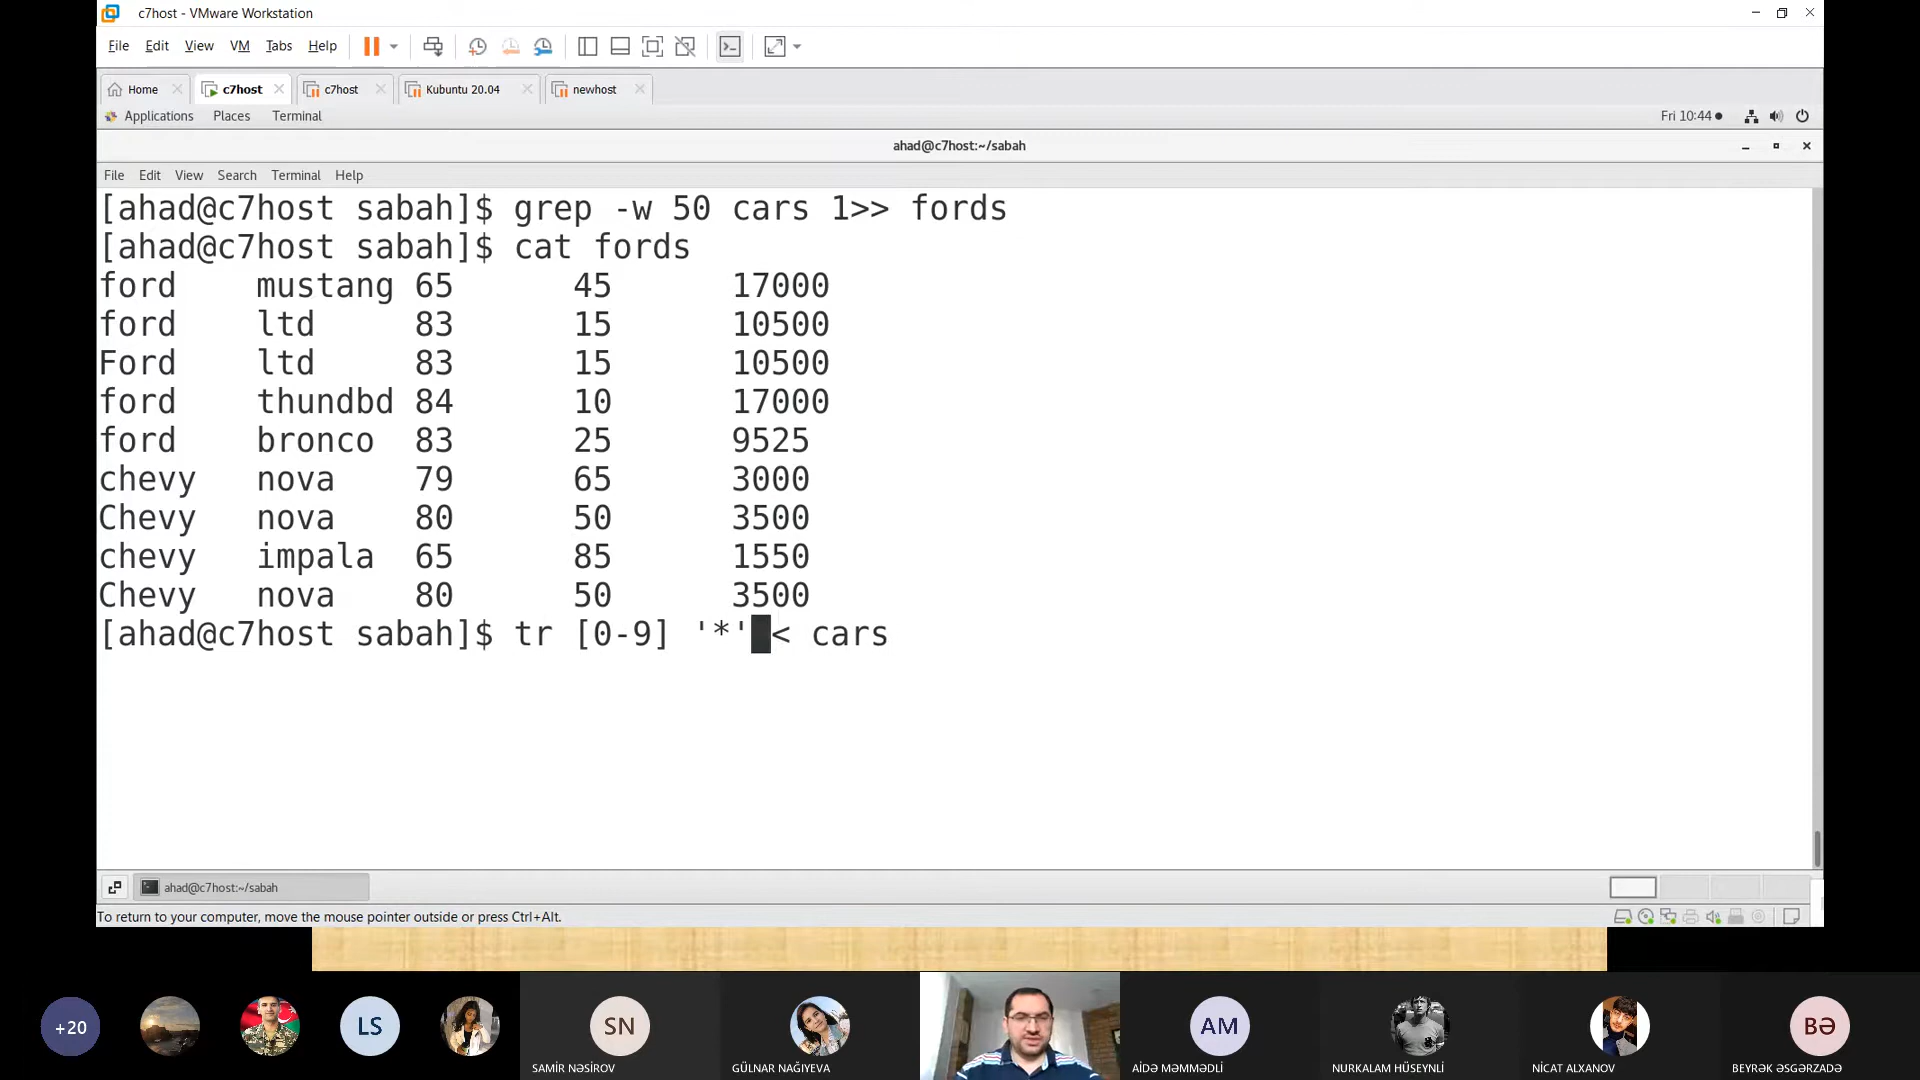 c7host - VMware Workstation
File Edit View VM Tabs Help
Home c7host c7host Kubuntu 20.04 newhost
Applications Places Terminal Fri 10:44
ahad@c7host:~/sabah
File Edit View Search Terminal Help
[ahad@c7host sabah]$ grep -w 50 cars 1>> fords
[ahad@c7host sabah]$ cat fords
ford mustang 65 45 17000
ford ltd 83 15 10500
Ford ltd 83 15 10500
ford thundbd 84 10 17000
ford bronco 83 25 9525
chevy nova 79 65 3000
Chevy nova 80 50 3500
chevy impala 65 85 1550
Chevy nova 80 50 3500
[ahad@c7host sabah]$ tr [0-9] '*' < cars
ahad@c7host:~/sabah
To return to your computer, move the mouse pointer outside or press Ctrl+Alt.
+20 LS SN AM BƏ
SAMİR NƏSİROV GÜLNAR NAĞIYEVA AİDƏ MƏMMƏDLİ NURKALAM HÜSEYNLİ NİCAT ALXANOV BEYRƏK ƏSGƏRZADƏ